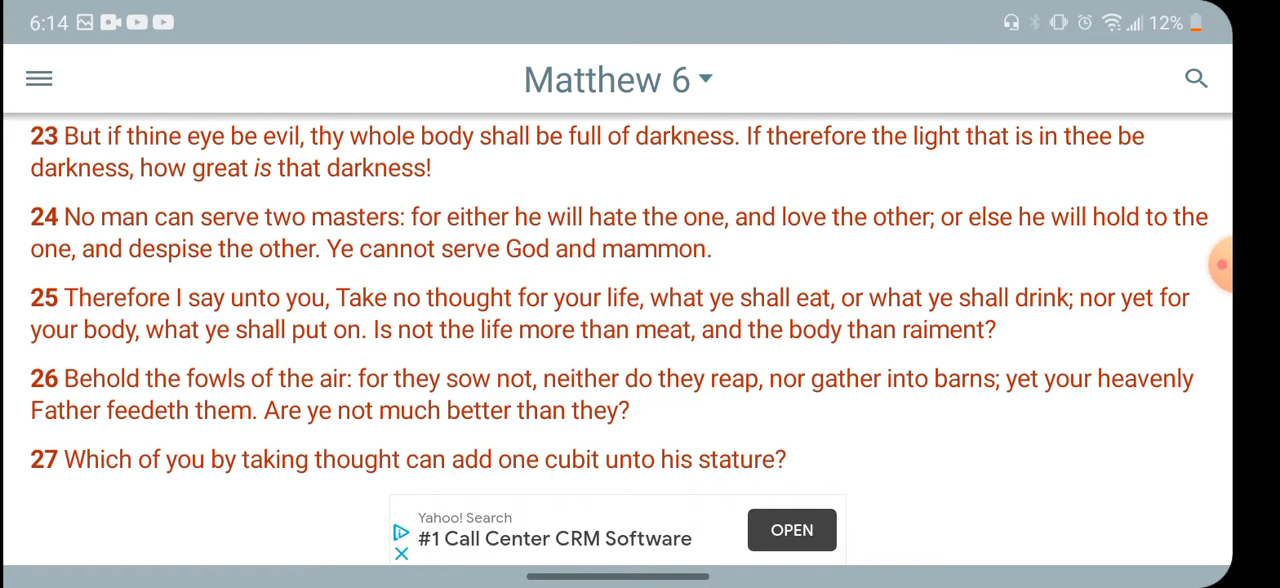 6:14
12%
Matthew 6
23 But if thine eye be evil, thy whole body shall be full of darkness. If therefore the light that is in thee be
darkness, how great is that darkness!
24 No man can serve two masters: for either he will hate the one, and love the other; or else he will hold to the
one, and despise the other. Ye cannot serve God and mammon.
25 Therefore I say unto you, Take no thought for your life, what ye shall eat, or what ye shall drink; nor yet for
your body, what ye shall put on. Is not the life more than meat, and the body than raiment?
26 Behold the fowls of the air: for they sow not, neither do they reap, nor gather into barns; yet your heavenly
Father feedeth them. Are ye not much better than they?
27 Which of you by taking thought can add one cubit unto his stature?
Yahoo! Search
#1 Call Center CRM Software
OPEN